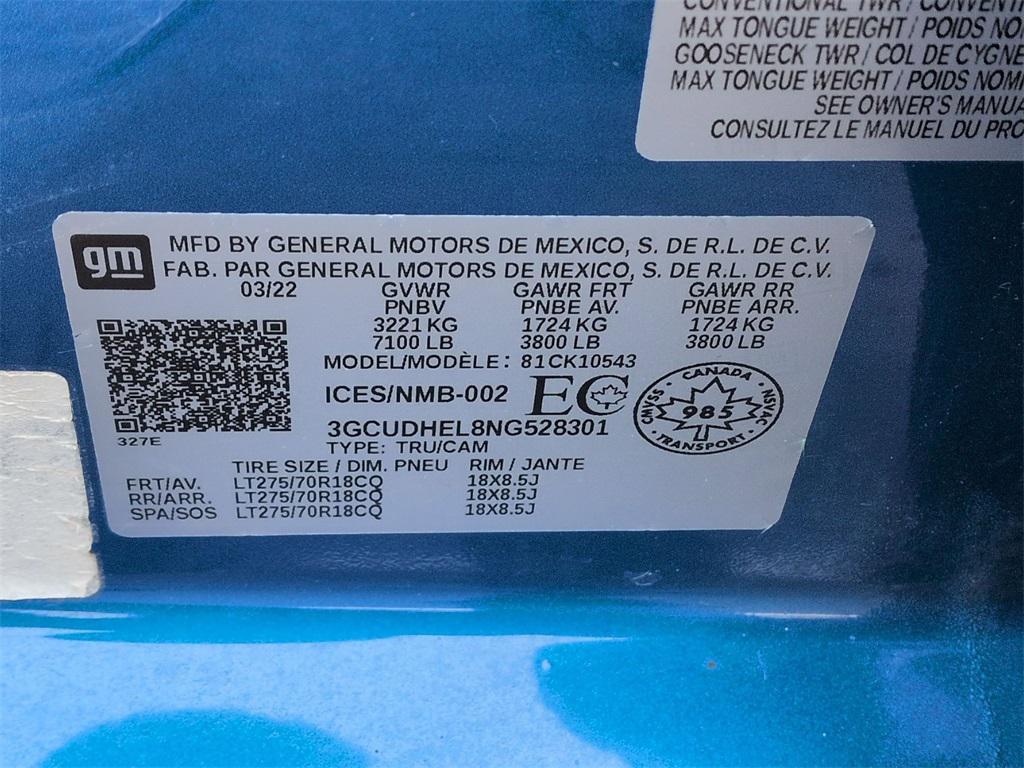 CONVENTIONAL TWR / CONVENTI
MAX TONGUE WEIGHT / POIDS NO
GOOSENECK TWR / COL DE CYGNE
MAX TONGUE WEIGHT / POIDS NOMI
SEE OWNER'S MANUA
CONSULTEZ LE MANUEL DU PRO
gm
MFD BY GENERAL MOTORS DE MEXICO, S. DE R.L. DE C.V.
FAB. PAR GENERAL MOTORS DE MEXICO, S. DE R.L. DE C.V.
03/22 GVWR GAWR FRT GAWR RR
PNBV PNBE AV. PNBE ARR.
3221 KG 1724 KG 1724 KG
7100 LB 3800 LB 3800 LB
MODEL/MODÈLE : 81CK10543
ICES/NMB-002 EC
CANADA
SSVM/C NVSAC
985
TRANSPORT
3GCUDHEL8NG528301
327E
TYPE: TRU/CAM
TIRE SIZE / DIM. PNEU RIM / JANTE
FRT/AV. LT275/70R18CQ 18X8.5J
RR/ARR. LT275/70R18CQ 18X8.5J
SPA/SOS LT275/70R18CQ 18X8.5J